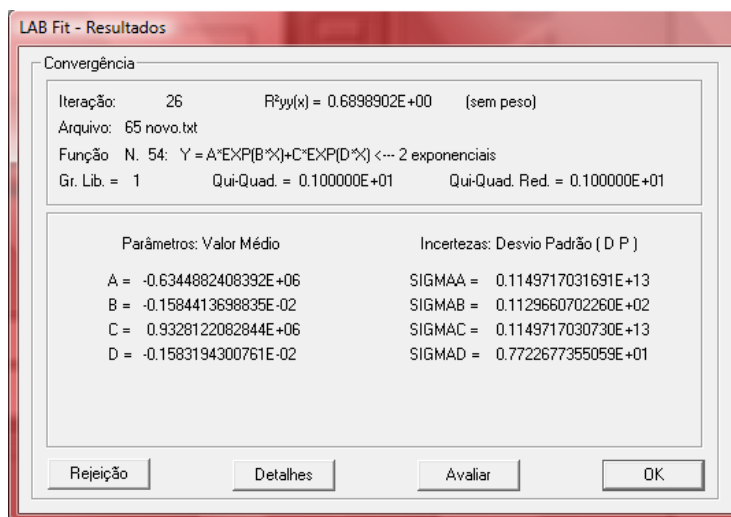 LAB Fit - Resultados
Convergência
Iteração: 26 R²yy(x) = 0.6898902E+00 (sem peso)
Arquivo: 65 novo.txt
Função N. 54: Y = A*EXP(B*X)+C*EXP(D*X) <--- 2 exponenciais
Gr. Lib. = 1 Qui-Quad. = 0.100000E+01 Qui-Quad. Red. = 0.100000E+01
Parâmetros: Valor Médio Incertezas: Desvio Padrão ( D P )
A = -0.6344882408392E+06 SIGMAA = 0.1149717031691E+13
B = -0.1584413698835E-02 SIGMAB = 0.1129660702260E+02
C = 0.9328122082844E+06 SIGMAC = 0.1149717030730E+13
D = -0.1583194300761E-02 SIGMAD = 0.7722677355059E+01
Rejeição Detalhes Avaliar OK